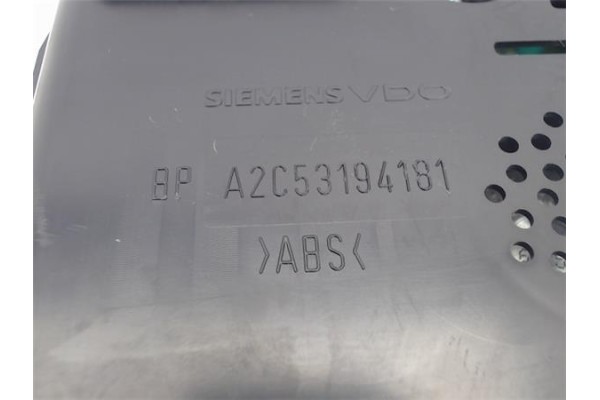 SIEMENS VDO
BP A2C53194181
>ABS<